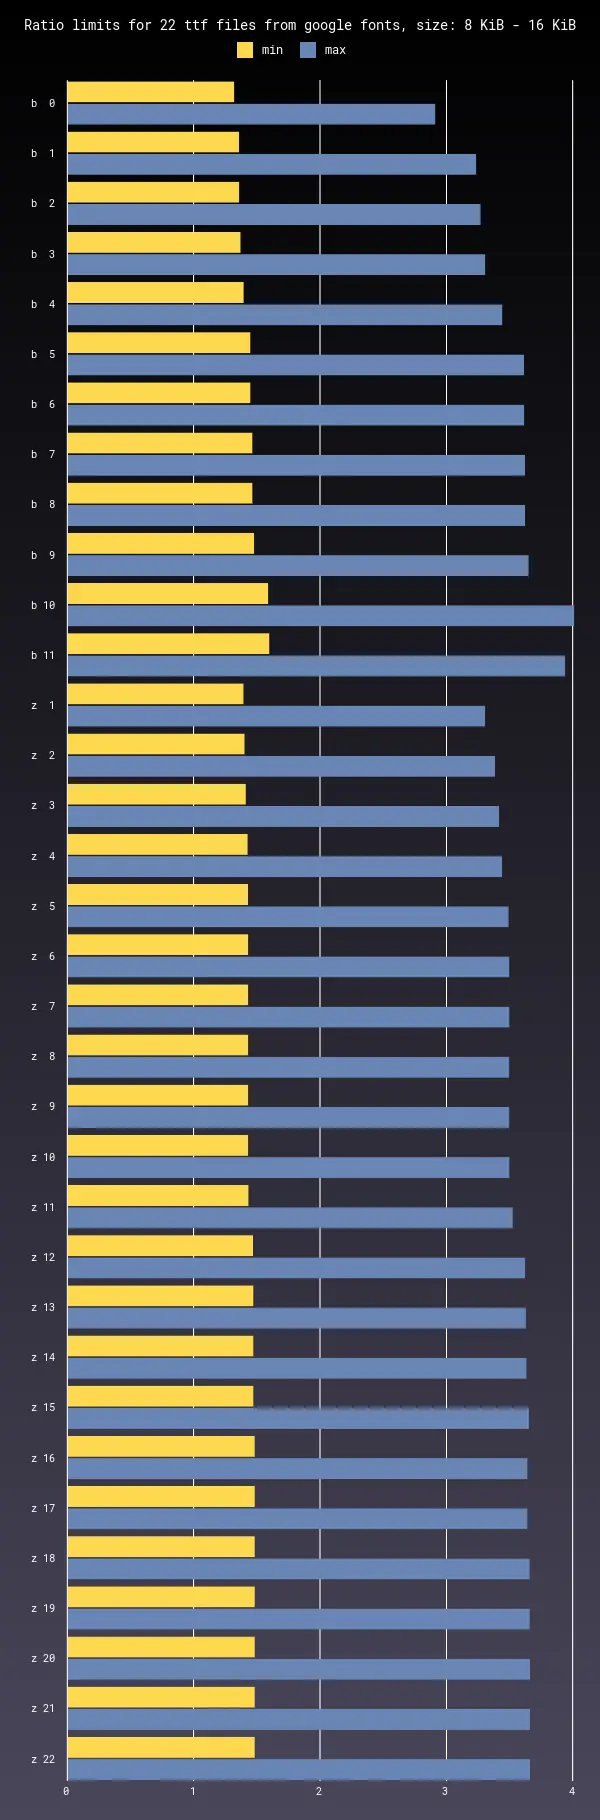 Ratio limits for 22 ttf files from google fonts, size: 8 KiB - 16 KiB
min max
b 0
b 1
b 2
b 3
b 4
b 5
b 6
b 7
b 8
b 9
b 10
b 11
z 1
z 2
z 3
z 4
z 5
z 6
z 7
z 8
z 9
z 10
z 11
z 12
z 13
z 14
z 15
z 16
z 17
z 18
z 19
z 20
z 21
z 22
0 1 2 3 4